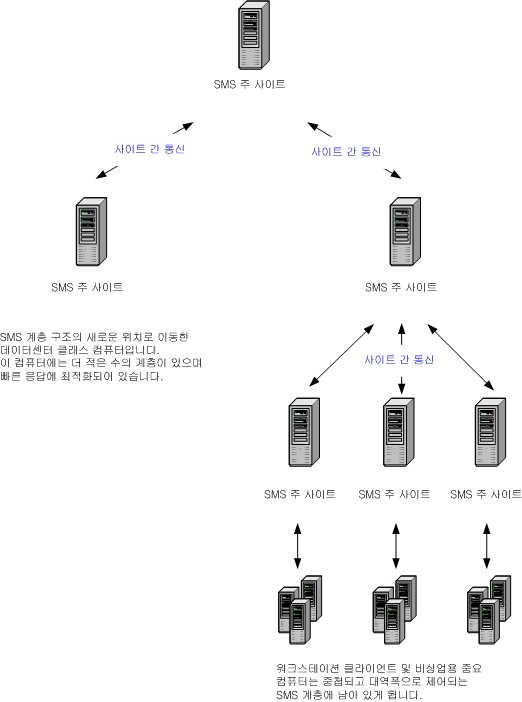 SMS 주 사이트
사이트 간 통신
사이트 간 통신
SMS 주 사이트
SMS 주 사이트
SMS 계층 구조의 새로운 위치로 이동한
데이터센터 클래스 컴퓨터입니다.
이 컴퓨터에는 더 적은 수의 계층이 있으며
빠른 응답에 최적화되어 있습니다.
사이트 간 통신
SMS 주 사이트
SMS 주 사이트
SMS 주 사이트
워크스테이션 클라이언트 및 비상업용 중요
컴퓨터는 중첩되고 대역폭으로 제어되는
SMS 계층에 남아 있게 됩니다.